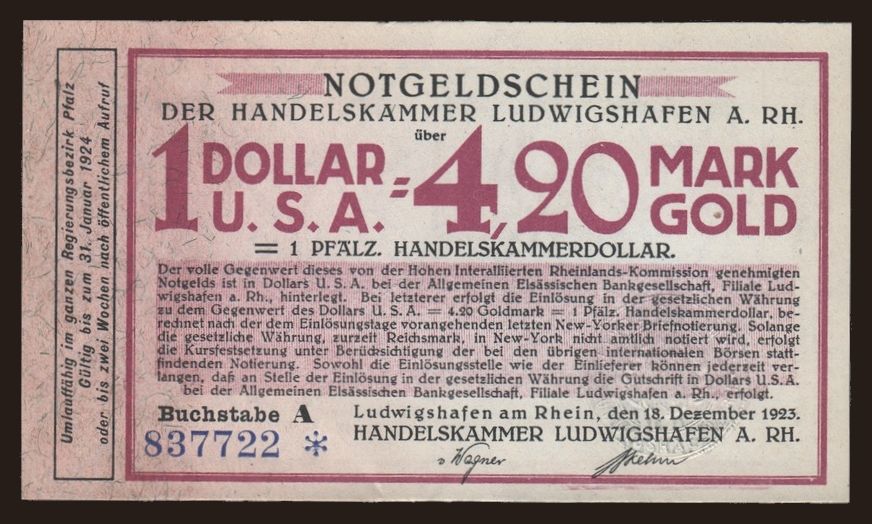 Umlauffähig im ganzen Regierungsbezirk Pfalz
Gültig bis zum 31. Januar 1924
oder bis zwei Wochen nach öffentlichem Aufruf
NOTGELDSCHEIN
DER HANDELSKAMMER LUDWIGSHAFEN A. RH.
über
1 DOLLAR U. S. A. = 4,20 MARK GOLD
= 1 PFÄLZ. HANDELSKAMMERDOLLAR.
Der volle Gegenwert dieses von der Hohen Interalliierten Rheinlands-Kommission genehmigten
Notgelds ist in Dollars U. S. A. bei der Allgemeinen Elsässischen Bankgesellschaft, Filiale Lud-
wigshafen a. Rh., hinterlegt. Bei letzterer erfolgt die Einlösung in der gesetzlichen Währung
zu dem Gegenwert des Dollars U. S. A. = 4.20 Goldmark = 1 Pfälz. Handelskammerdollar, be-
rechnet nach der dem Einlösungstage vorangehenden letzten New-Yorker Briefnotierung. Solange
die gesetzliche Währung, zurzeit Reichsmark, in New-York nicht amtlich notiert wird, erfolgt
die Kursfestsetzung unter Berücksichtigung der bei den übrigen internationalen Börsen statt-
findenden Notierung. Sowohl die Einlösungsstelle wie der Einlieferer können jederzeit ver-
langen, daß an Stelle der Einlösung in der gesetzlichen Währung die Gutschrift in Dollars U. S. A.
bei der Allgemeinen Elsässischen Bankgesellschaft, Filiale Ludwigshafen a. Rh., erfolgt.
Buchstabe A
837722 *
Ludwigshafen am Rhein, den 18. Dezember 1923.
HANDELSKAMMER LUDWIGSHAFEN A. RH.
v Wagner